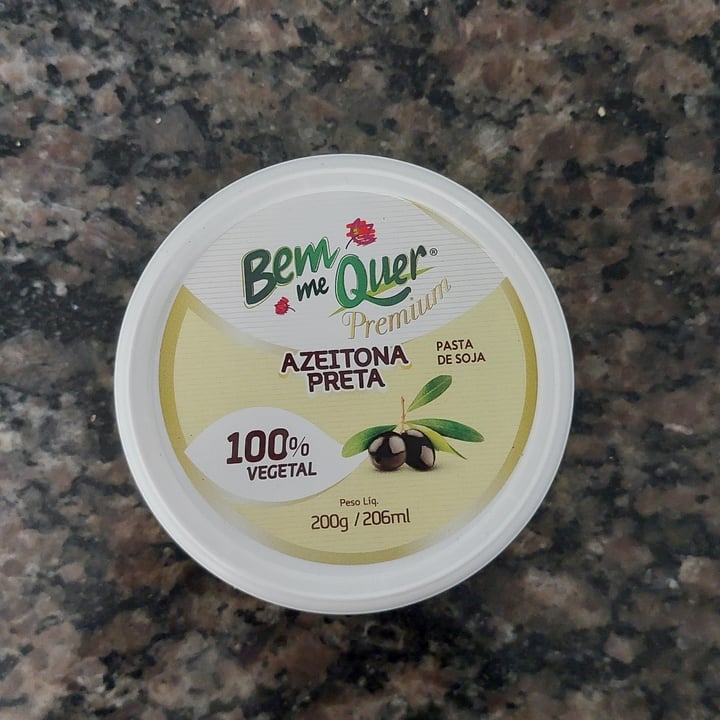 Bem
me Quer®
Premium
AZEITONA
PRETA
PASTA
DE SOJA
100%
VEGETAL
Peso Líq.
200g / 206ml